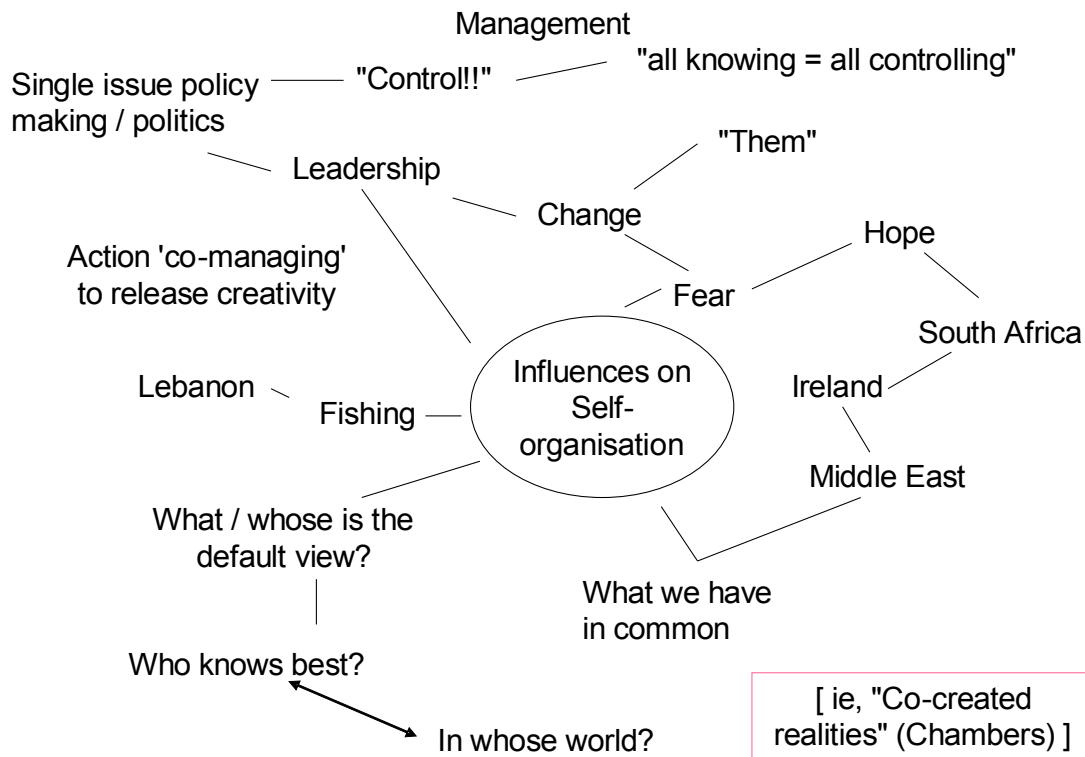 Management
"all knowing = all controlling"
"Control!!"
Single issue policy
making / politics
"Them"
Leadership
Change
Hope
Action 'co-managing'
to release creativity
Fear
South Africa
Influences on
Self-
organisation
Lebanon
Fishing
Ireland
Middle East
What / whose is the
default view?
What we have
in common
Who knows best?
In whose world?
[ ie, "Co-created
realities" (Chambers) ]